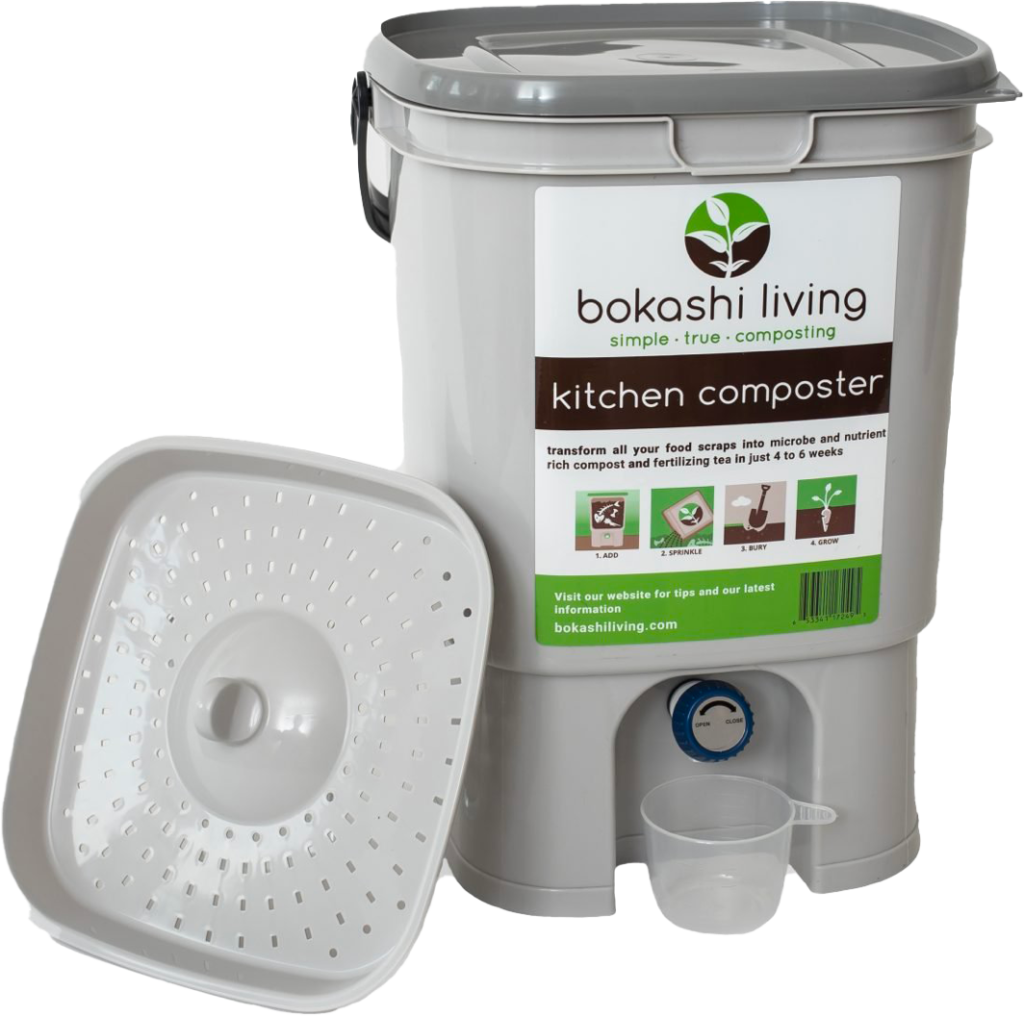 bokashi living
simple · true · composting
kitchen composter
transform all your food scraps into microbe and nutrient
rich compost and fertilizing tea in just 4 to 6 weeks
1. ADD
2. SPRINKLE
3. BURY
4. GROW
Visit our website for tips and our latest
information
bokashiliving.com
OPEN CLOSE